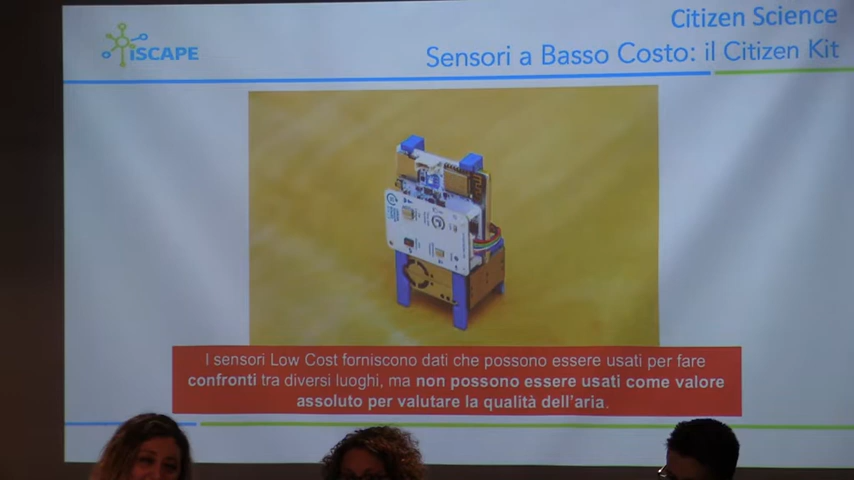 iSCAPE
Citizen Science
Sensori a Basso Costo: il Citizen Kit
I sensori Low Cost forniscono dati che possono essere usati per fare
confronti tra diversi luoghi, ma non possono essere usati come valore
assoluto per valutare la qualità dell'aria.